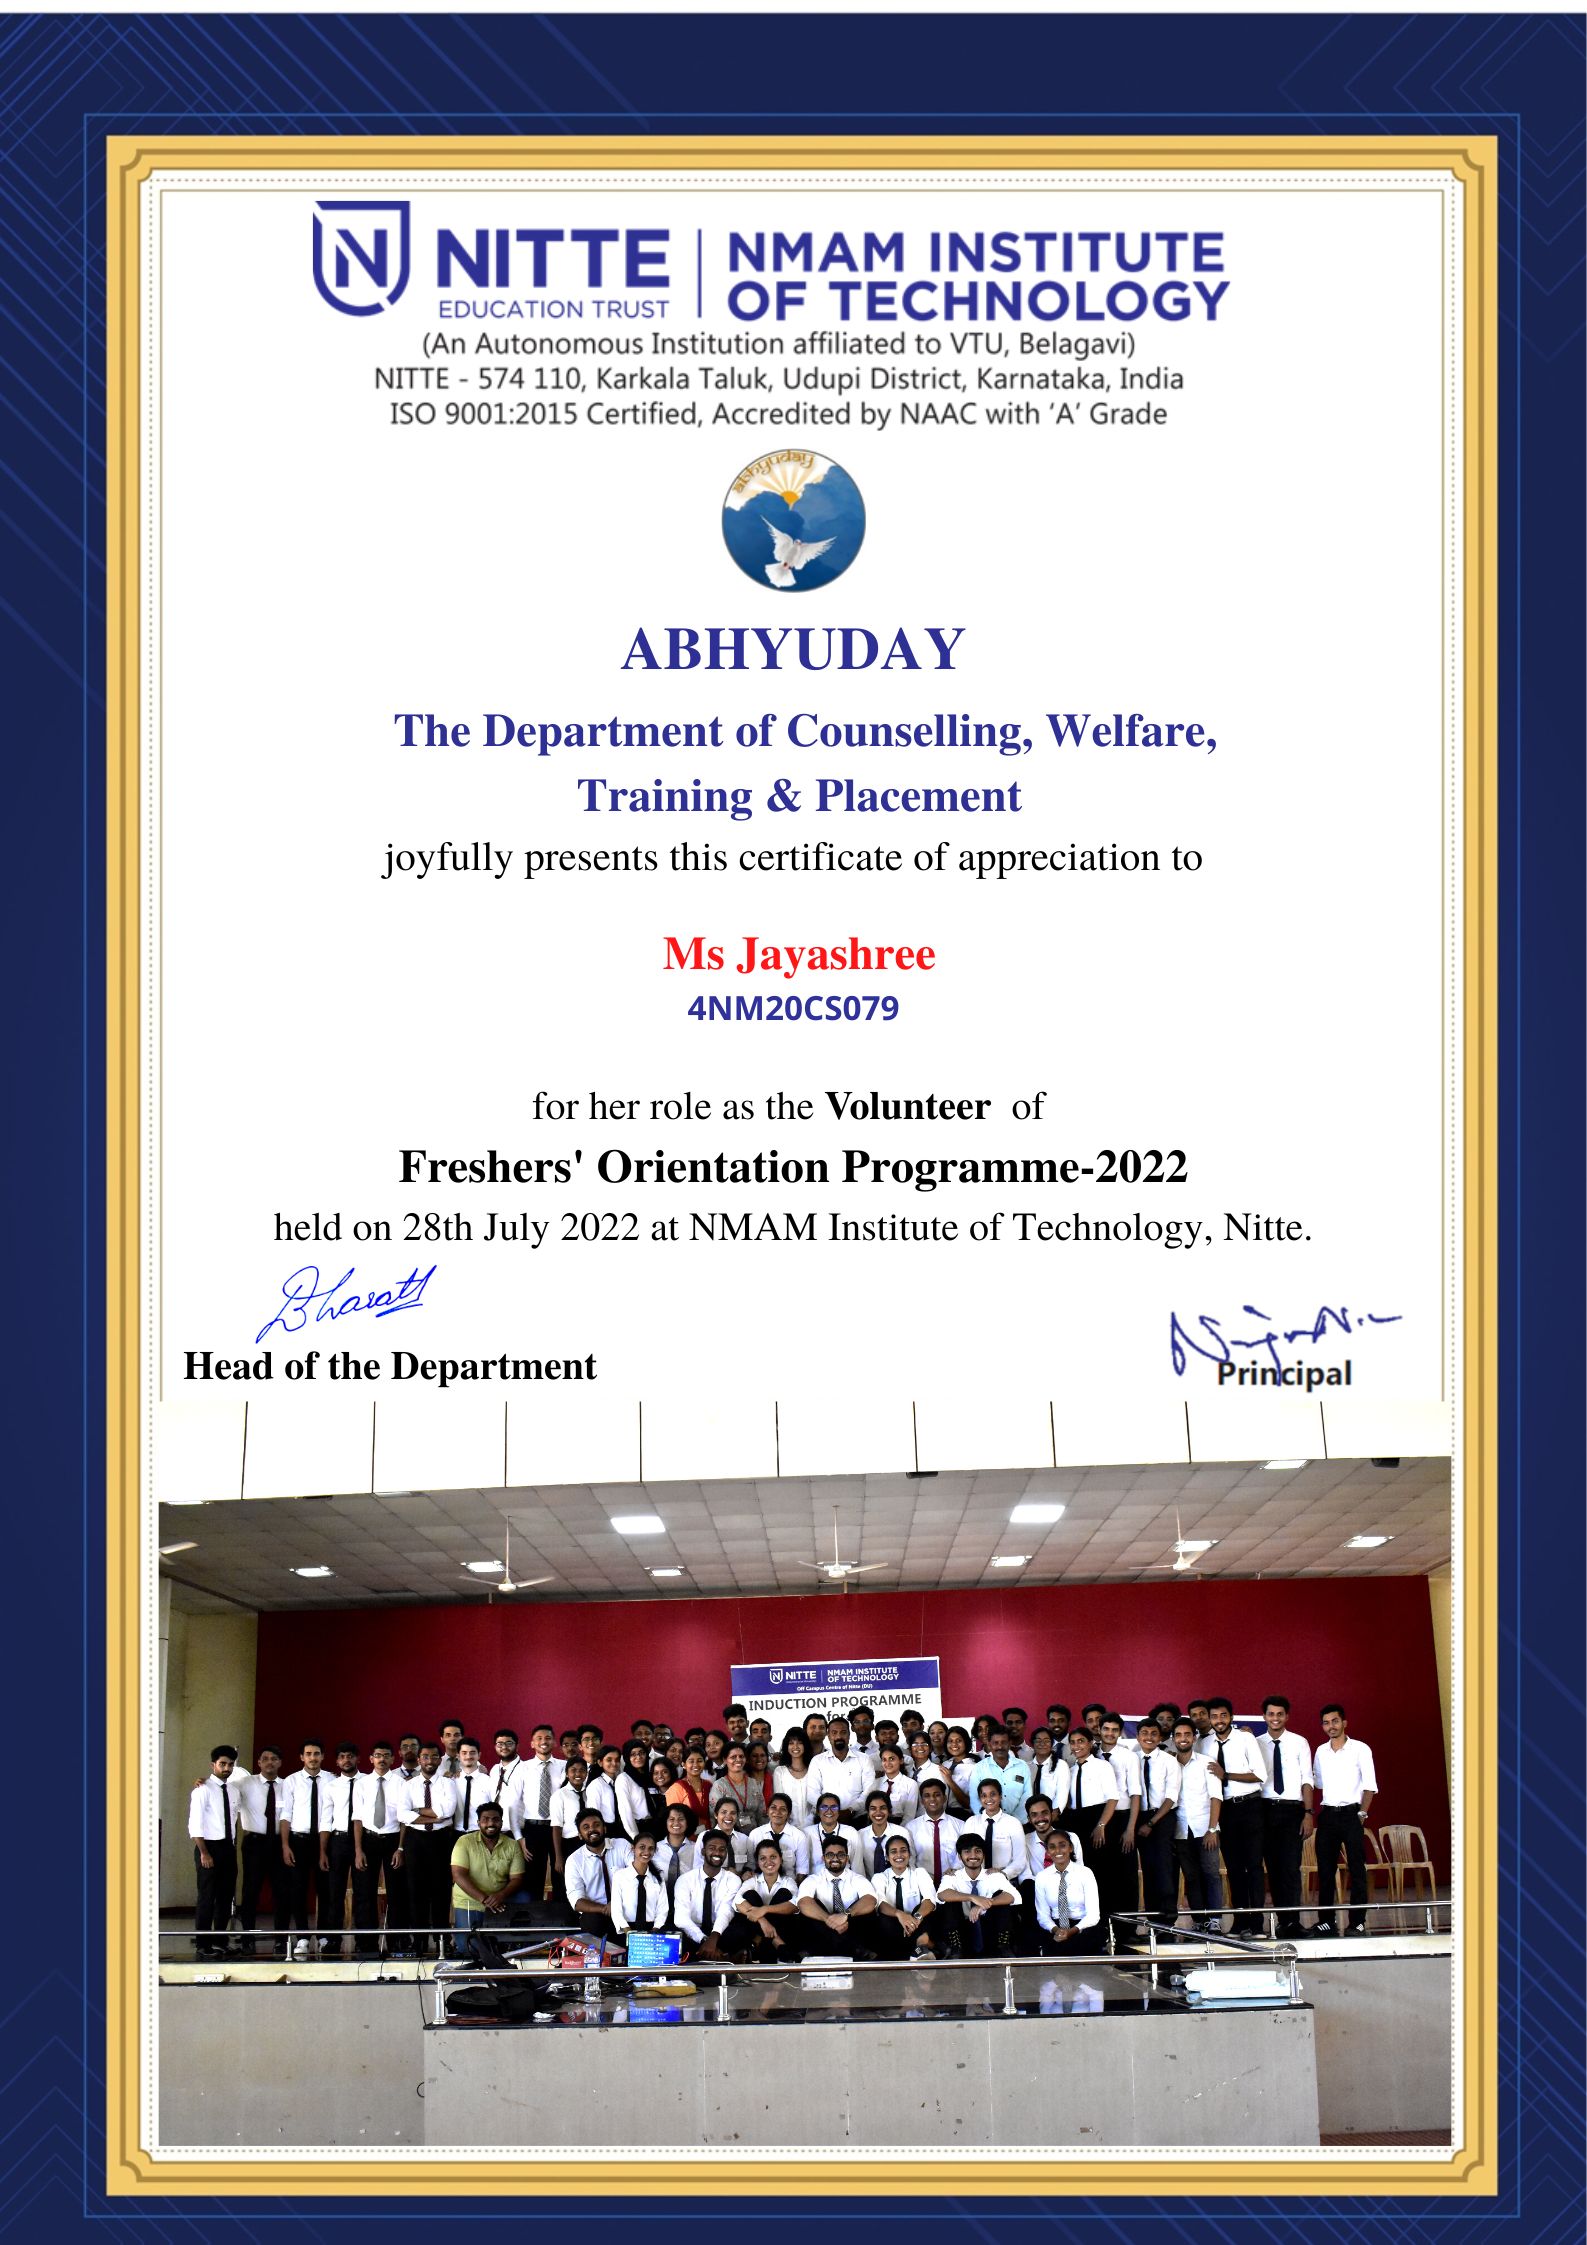 NITTE
EDUCATION TRUST
NMAM INSTITUTE
OF TECHNOLOGY
(An Autonomous Institution affiliated to VTU, Belagavi)
NITTE - 574 110, Karkala Taluk, Udupi District, Karnataka, India
ISO 9001:2015 Certified, Accredited by NAAC with ‘A’ Grade
abhyuday
ABHYUDAY
The Department of Counselling, Welfare,
Training & Placement
joyfully presents this certificate of appreciation to
Ms Jayashree
4NM20CS079
for her role as the Volunteer of
Freshers' Orientation Programme-2022
held on 28th July 2022 at NMAM Institute of Technology, Nitte.
Bharath
Head of the Department
Principal
NITTE
NMAM INSTITUTE
OF TECHNOLOGY
Off Campus Centre of Nitte (DU)
INDUCTION PROGRAMME
for